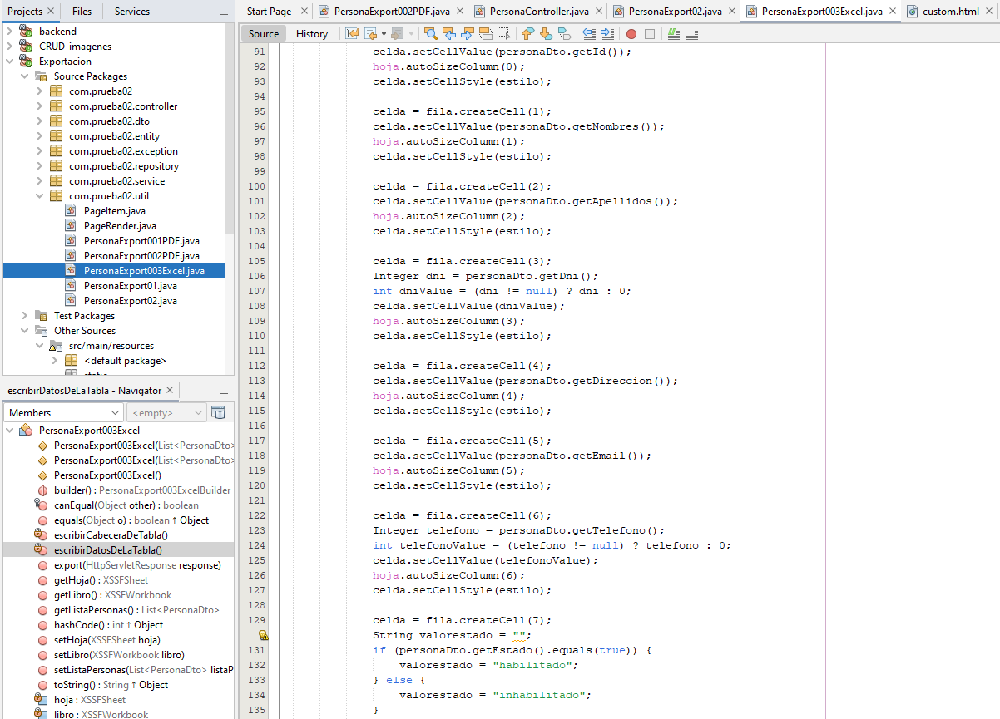 Projects
Files
Services
backend
CRUD-imagenes
Exportacion
Source Packages
com.prueba02
com.prueba02.controller
com.prueba02.dto
com.prueba02.entity
com.prueba02.exception
com.prueba02.repository
com.prueba02.service
com.prueba02.util
PageItem.java
PageRender.java
PersonaExport001PDF.java
PersonaExport002PDF.java
PersonaExport003Excel.java
PersonaExport01.java
PersonaExport02.java
Test Packages
Other Sources
src/main/resources
<default package>
static
escribirDatosDeLaTabla - Navigator
Members
<empty>
PersonaExport003Excel
PersonaExport003Excel(List<PersonaDto>
PersonaExport003Excel(List<PersonaDto>
PersonaExport003Excel()
builder() : PersonaExport003ExcelBuilder
canEqual(Object other) : boolean
equals(Object o) : boolean ↑ Object
escribirCabeceraDeTabla()
escribirDatosDeLaTabla()
export(HttpServletResponse response)
getHoja() : XSSFSheet
getLibro() : XSSFWorkbook
getListaPersonas() : List<PersonaDto>
hashCode() : int ↑ Object
setHoja(XSSFSheet hoja)
setLibro(XSSFWorkbook libro)
setListaPersonas(List<PersonaDto> listaP
toString() : String ↑ Object
hoja : XSSFSheet
libro : XSSFWorkbook
Start Page
PersonaExport002PDF.java
PersonaController.java
PersonaExport02.java
PersonaExport003Excel.java
custom.html
Source
History
91 celda.setCellValue(personaDto.getId());
92 hoja.autoSizeColumn(0);
93 celda.setCellStyle(estilo);
94
95 celda = fila.createCell(1);
96 celda.setCellValue(personaDto.getNombres());
97 hoja.autoSizeColumn(1);
98 celda.setCellStyle(estilo);
99
100 celda = fila.createCell(2);
101 celda.setCellValue(personaDto.getApellidos());
102 hoja.autoSizeColumn(2);
103 celda.setCellStyle(estilo);
104
105 celda = fila.createCell(3);
106 Integer dni = personaDto.getDni();
107 int dniValue = (dni != null) ? dni : 0;
108 celda.setCellValue(dniValue);
109 hoja.autoSizeColumn(3);
110 celda.setCellStyle(estilo);
111
112 celda = fila.createCell(4);
113 celda.setCellValue(personaDto.getDireccion());
114 hoja.autoSizeColumn(4);
115 celda.setCellStyle(estilo);
116
117 celda = fila.createCell(5);
118 celda.setCellValue(personaDto.getEmail());
119 hoja.autoSizeColumn(5);
120 celda.setCellStyle(estilo);
121
122 celda = fila.createCell(6);
123 Integer telefono = personaDto.getTelefono();
124 int telefonoValue = (telefono != null) ? telefono : 0;
125 celda.setCellValue(telefonoValue);
126 hoja.autoSizeColumn(6);
127 celda.setCellStyle(estilo);
128
129 celda = fila.createCell(7);
String valorestado = "";
131 if (personaDto.getEstado().equals(true)) {
132 valorestado = "habilitado";
133 } else {
134 valorestado = "inhabilitado";
135 }